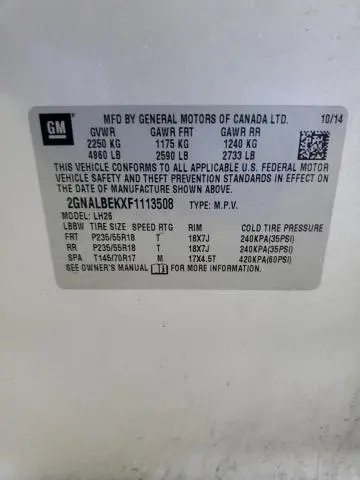 GM
MFD BY GENERAL MOTORS OF CANADA LTD. 10/14
GVWR GAWR FRT GAWR RR
2250 KG 1175 KG 1240 KG
4960 LB 2590 LB 2733 LB
THIS VEHICLE CONFORMS TO ALL APPLICABLE U.S. FEDERAL MOTOR
VEHICLE SAFETY AND THEFT PREVENTION STANDARDS IN EFFECT
ON THE DATE OF MANUFACTURE SHOWN ABOVE.
2GNALBEKXF1113508 TYPE: M.P.V.
MODEL: LH26
LBBW TIRE SIZE SPEED RTG RIM COLD TIRE PRESSURE
FRT P235/55R18 T 18X7J 240KPA(35PSI)
RR P235/55R18 T 18X7J 240KPA(35PSI)
SPA T145/70R17 M 17X4.5T 420KPA(60PSI)
SEE OWNER'S MANUAL FOR MORE INFORMATION.